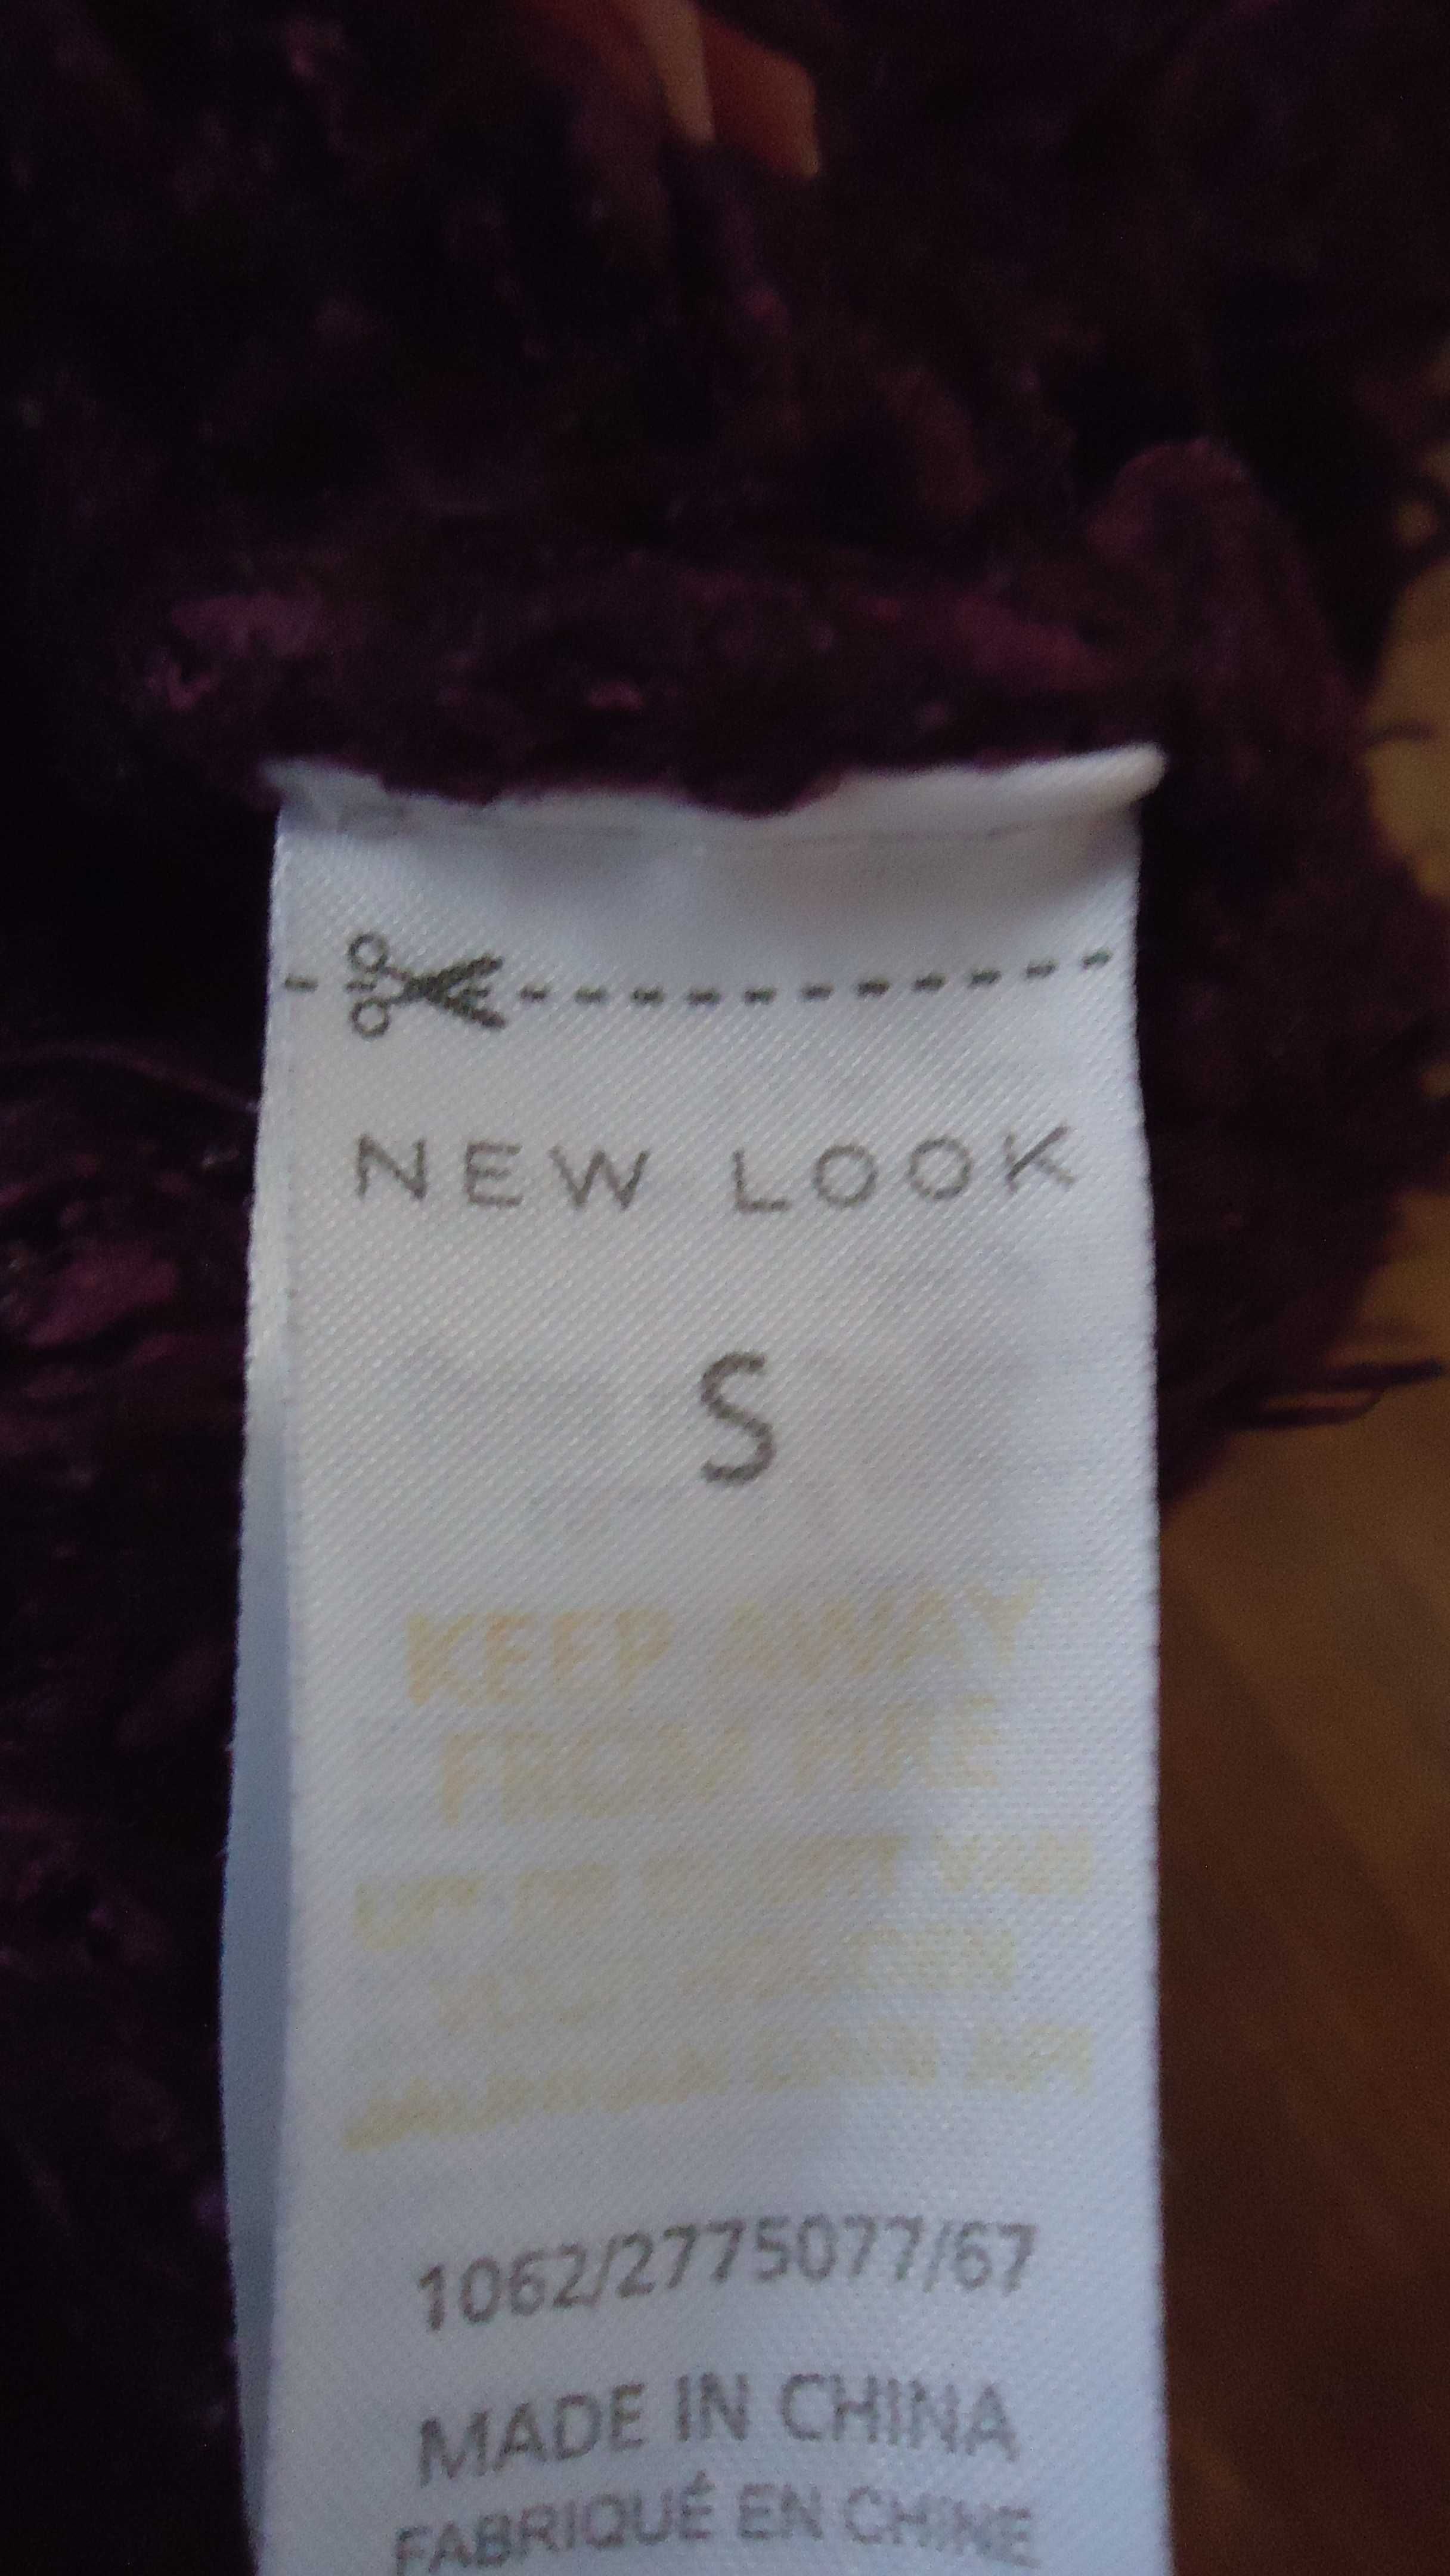 NEW LOOK
S
KEEP AWAY
FROM FIRE
1062/2775077/67
MADE IN CHINA
FABRIQUÉ EN CHINE